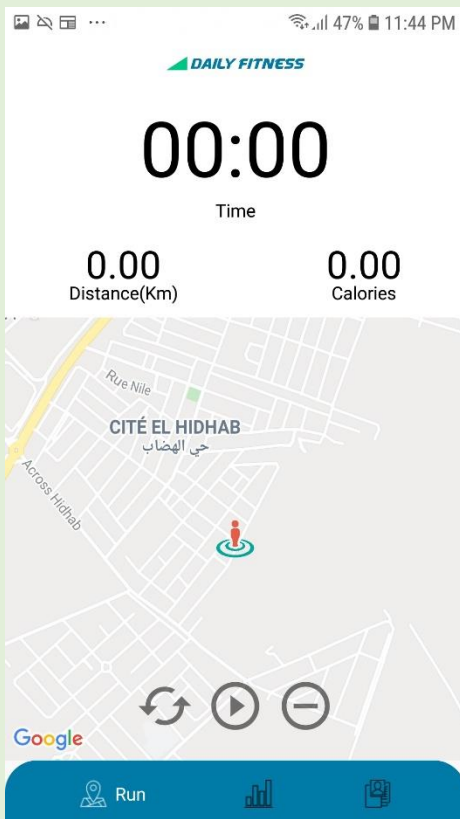 47% 11:44 PM
DAILY FITNESS
00:00
Time
0.00 0.00
Distance(Km) Calories
Rue Nile
CITÉ EL HIDHAB
حي الهضاب
Across Hidhab
Google
Run